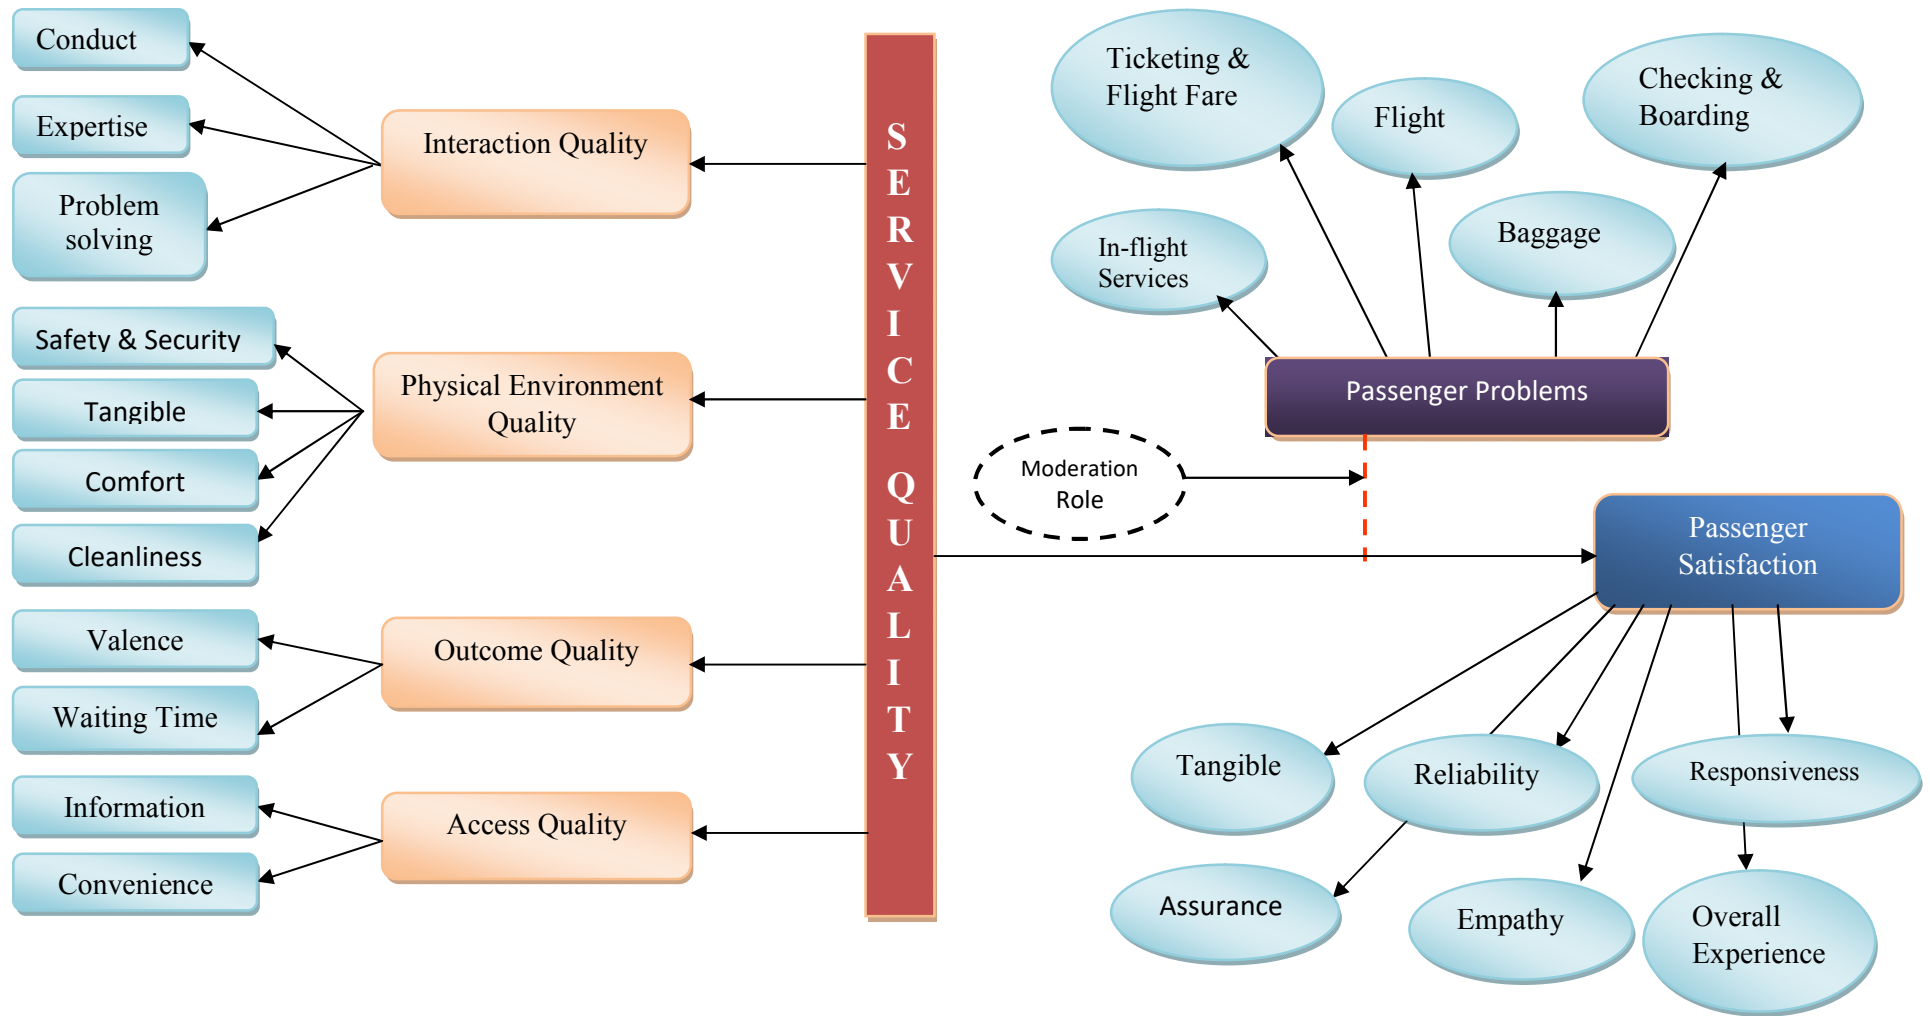 Conduct
Expertise
Problem
solving
Safety & Security
Tangible
Comfort
Cleanliness
Valence
Waiting Time
Information
Convenience
Interaction Quality
Physical Environment
Quality
Outcome Quality
Access Quality
SERVICE QUALITY
Ticketing &
Flight Fare
Flight
Checking &
Boarding
In-flight
Services
Baggage
Passenger Problems
Moderation
Role
Passenger
Satisfaction
Tangible
Reliability
Responsiveness
Assurance
Empathy
Overall
Experience